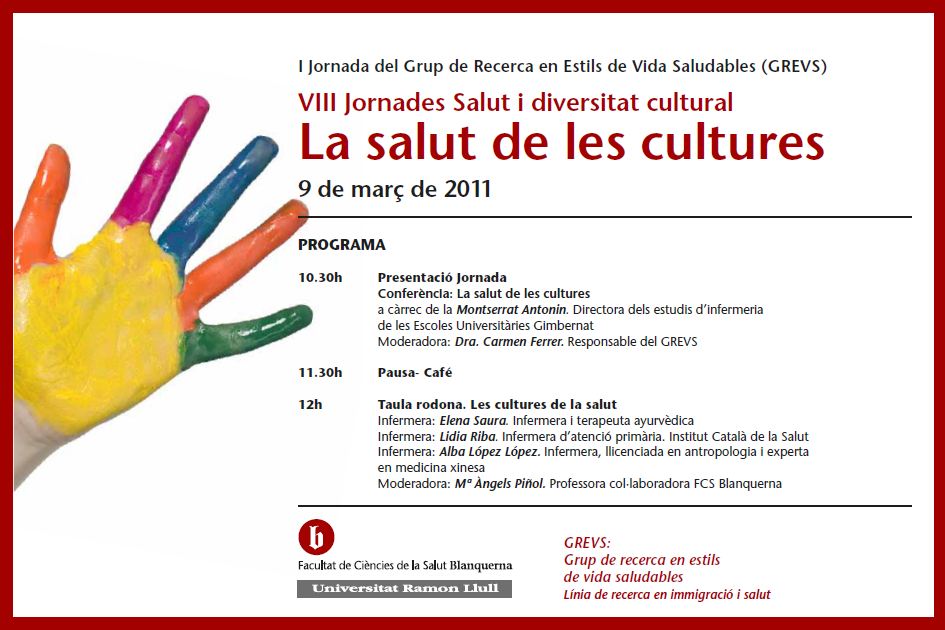 I Jornada del Grup de Recerca en Estils de Vida Saludables (GREVS)
VIII Jornades Salut i diversitat cultural
La salut de les cultures
9 de març de 2011
PROGRAMA
10.30h Presentació Jornada
Conferència: La salut de les cultures
a càrrec de la Montserrat Antonin. Directora dels estudis d’infermeria
de les Escoles Universitàries Gimbernat
Moderadora: Dra. Carmen Ferrer. Responsable del GREVS
11.30h Pausa- Café
12h Taula rodona. Les cultures de la salut
Infermera: Elena Saura. Infermera i terapeuta ayurvèdica
Infermera: Lidia Riba. Infermera d’atenció primària. Institut Català de la Salut
Infermera: Alba López López. Infermera, llicenciada en antropologia i experta
en medicina xinesa
Moderadora: Mª Àngels Piñol. Professora col·laboradora FCS Blanquerna
b
Facultat de Ciències de la Salut Blanquerna
Universitat Ramon Llull
GREVS:
Grup de recerca en estils
de vida saludables
Línia de recerca en immigració i salut